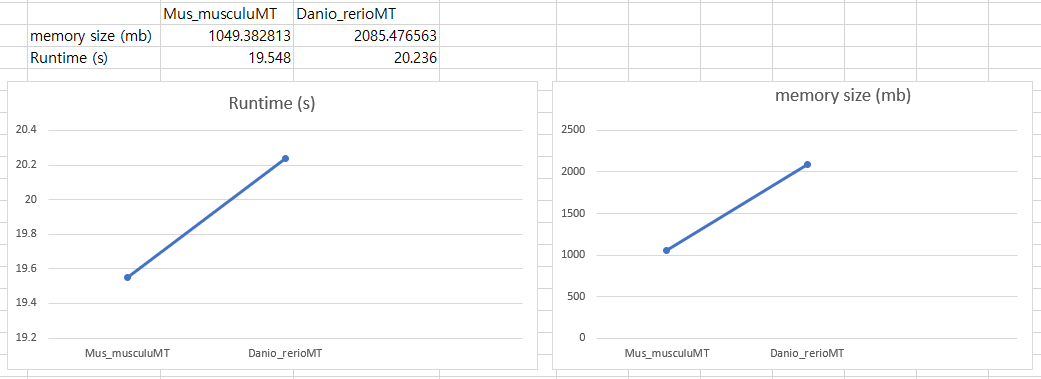 Mus_musculuMT Danio_rerioMT
memory size (mb) 1049.382813 2085.476563
Runtime (s) 19.548 20.236
Runtime (s)
20.4
20.2
20
19.8
19.6
19.4
19.2
Mus_musculuMT Danio_rerioMT
memory size (mb)
2500
2000
1500
1000
500
0
Mus_musculuMT Danio_rerioMT